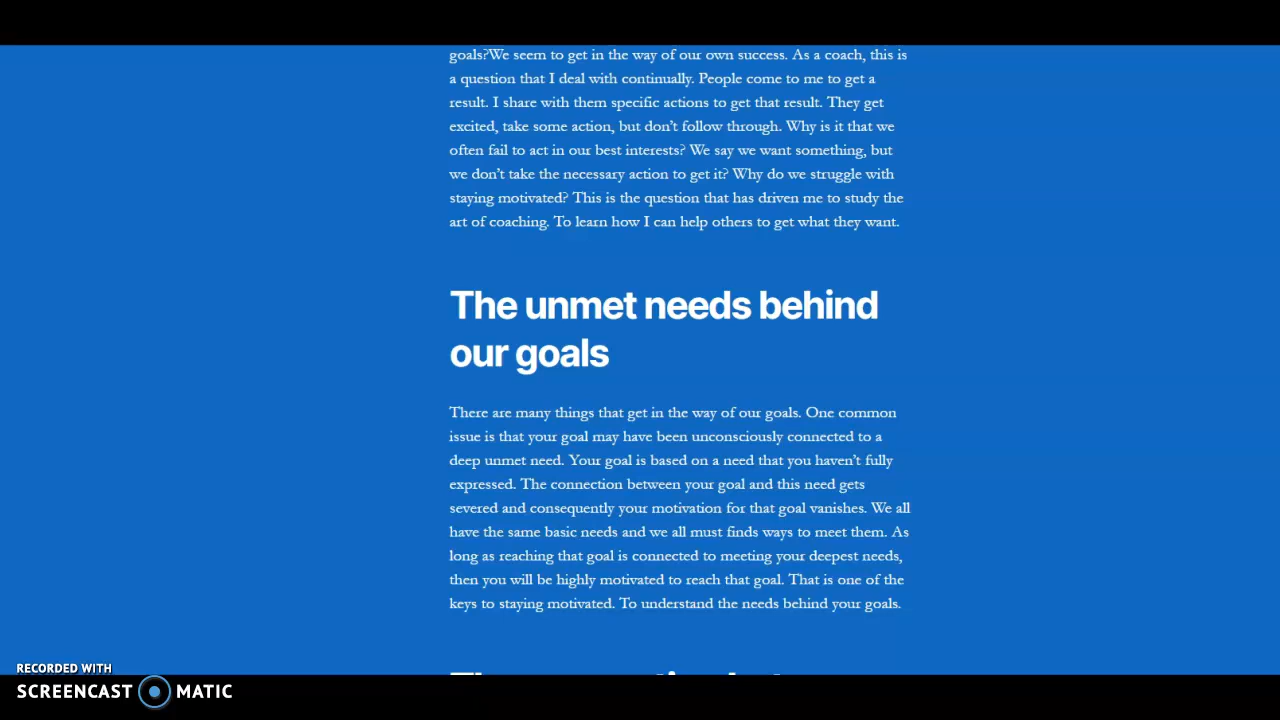 goals?We seem to get in the way of our own success. As a coach, this is
a question that I deal with continually. People come to me to get a
result. I share with them specific actions to get that result. They get
excited, take some action, but don't follow through. Why is it that we
often fail to act in our best interests? We say we want something, but
we don't take the necessary action to get it? Why do we struggle with
staying motivated? This is the question that has driven me to study the
art of coaching. To learn how I can help others to get what they want.
The unmet needs behind
our goals
There are many things that get in the way of our goals. One common
issue is that your goal may have been unconsciously connected to a
deep unmet need. Your goal is based on a need that you haven't fully
expressed. The connection between your goal and this need gets
severed and consequently your motivation for that goal vanishes. We all
have the same basic needs and we all must finds ways to meet them. As
long as reaching that goal is connected to meeting your deepest needs,
then you will be highly motivated to reach that goal. That is one of the
keys to staying motivated. To understand the needs behind your goals.
RECORDED WITH
SCREENCAST MATIC